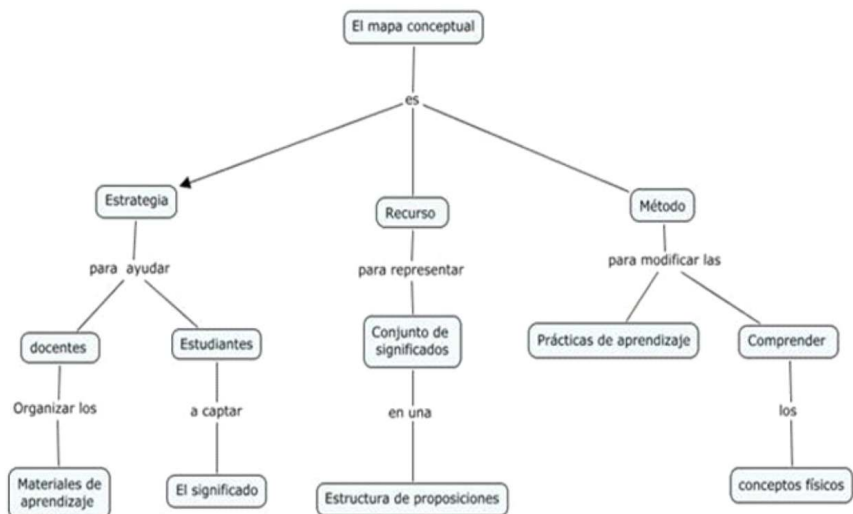 El mapa conceptual
es
Estrategia
Recurso
Método
para ayudar
para representar
para modificar las
docentes
Estudiantes
Conjunto de
significados
Prácticas de aprendizaje
Comprender
Organizar los
a captar
en una
los
Materiales de
aprendizaje
El significado
Estructura de proposiciones
conceptos físicos